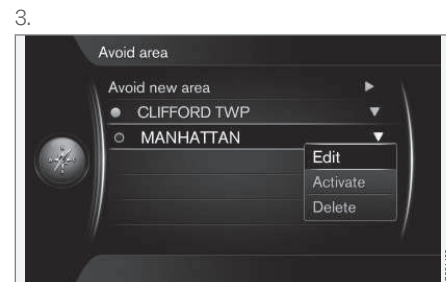 3.
Avoid area
Avoid new area
CLIFFORD TWP
MANHATTAN
Edit
Activate
Delete